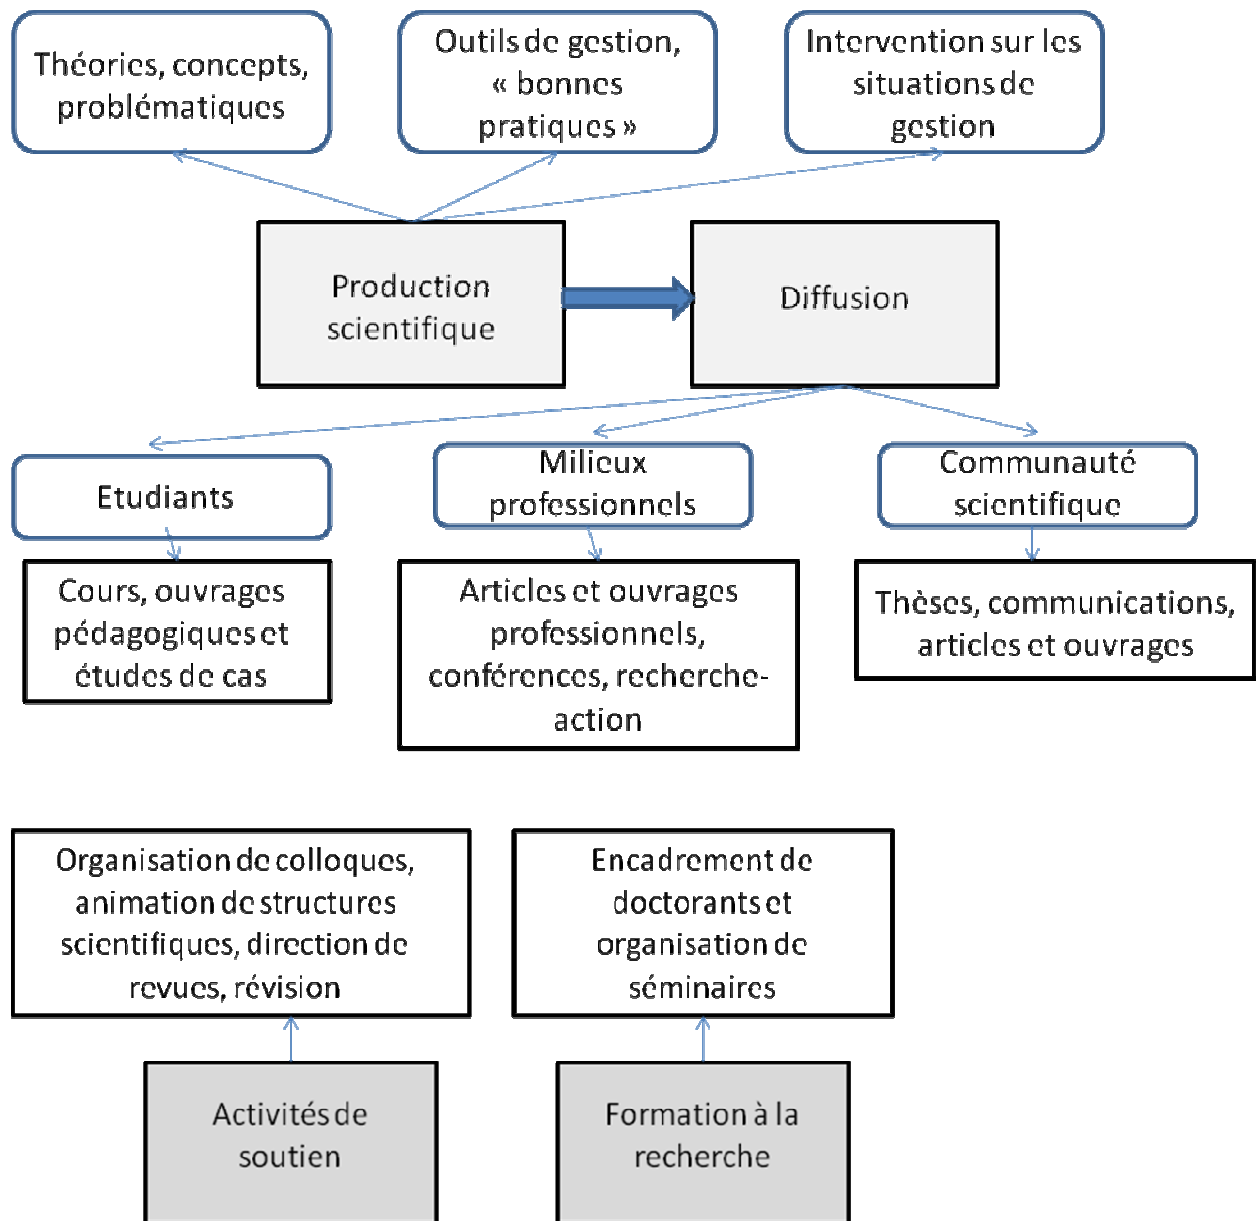 Théories, concepts,
problématiques
Outils de gestion,
« bonnes
pratiques »
Intervention sur les
situations de
gestion
Production
scientifique
Diffusion
Etudiants
Milieux
professionnels
Communauté
scientifique
Cours, ouvrages
pédagogiques et
études de cas
Articles et ouvrages
professionnels,
conférences, recherche-
action
Thèses, communications,
articles et ouvrages
Organisation de colloques,
animation de structures
scientifiques, direction de
revues, révision
Encadrement de
doctorants et
organisation de
séminaires
Activités de
soutien
Formation à la
recherche